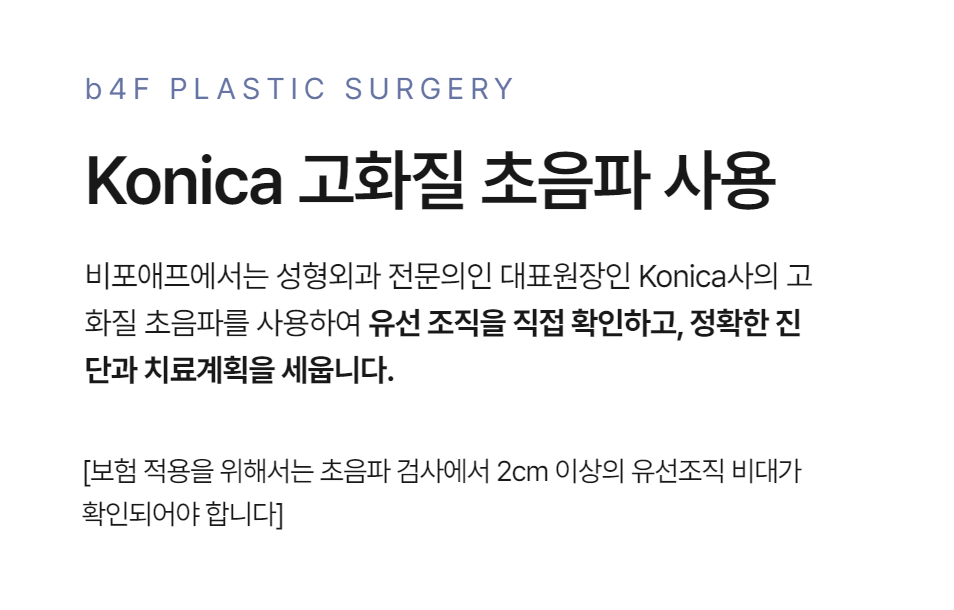 b4F PLASTIC SURGERY
Konica 고화질 초음파 사용
비포애프에서는 성형외과 전문의인 대표원장인 Konica사의 고
화질 초음파를 사용하여 유선 조직을 직접 확인하고, 정확한 진
단과 치료계획을 세웁니다.
[보험 적용을 위해서는 초음파 검사에서 2cm 이상의 유선조직 비대가
확인되어야 합니다]